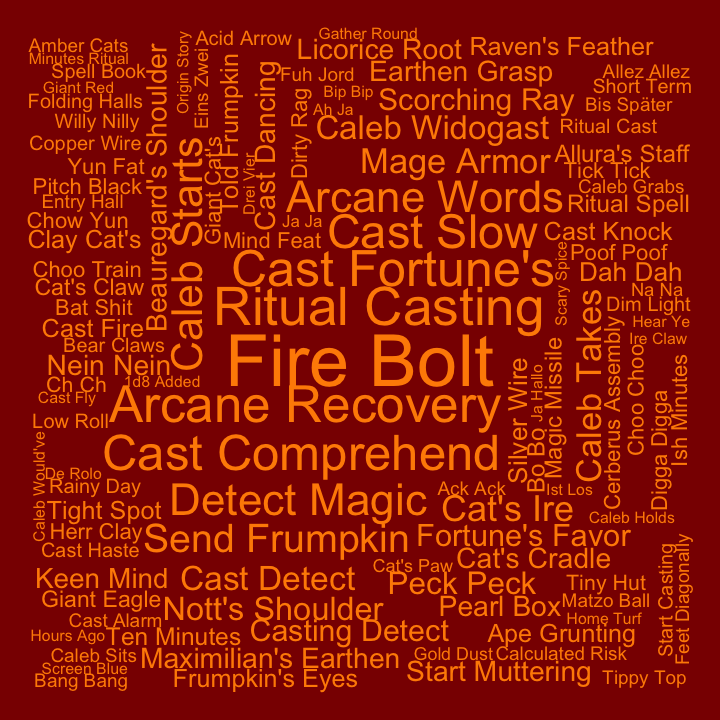 Amber Cats
Minutes Ritual
Spell Book
Giant Red
Folding Halls
Willy Nilly
Copper Wire
Yun Fat
Pitch Black
Entry Hall
Chow Yun
Clay Cat's
Choo Train
Cat's Claw
Bat Shit
Cast Fire
Bear Claws
Nein Nein
Ch Ch
1d8 Added
Cast Fly
Low Roll
Caleb Would've
De Rolo
Rainy Day
Tight Spot
Herr Clay
Cast Haste
Keen Mind
Giant Eagle
Cast Alarm
Hours Ago
Ten Minutes
Caleb Sits
Screen Blue
Bang Bang
Beauregard's Shoulder
Origin Story
Eins Zwei
Caleb Starts
Giant Cat's
Told Frumpkin
Drei Vier
Cast Dancing
Dirty Rag
Acid Arrow
Gather Round
Licorice Root
Raven's Feather
Fuh Jord
Earthen Grasp
Bip Bip
Scorching Ray
Ah Ja
Caleb Widogast
Mage Armor
Allez Allez
Short Term
Bis Später
Ritual Cast
Allura's Staff
Tick Tick
Caleb Grabs
Ritual Spell
Arcane Words
Ja Ja
Mind Feat
Cast Slow
Cast Knock
Scary Spice
Poof Poof
Dah Dah
Na Na
Dim Light
Hear Ye
Ire Claw
Cast Fortune's
Ritual Casting
Fire Bolt
Arcane Recovery
Cast Comprehend
Detect Magic
Send Frumpkin
Silver Wire
Bo Bo
Ja Hallo
Magic Missile
Caleb Takes
Cerberus Assembly
Choo Choo
Digga Digga
Ish Minutes
Ack Ack
Ist Los
Cat's Ire
Caleb Holds
Fortune's Favor
Cat's Paw
Cat's Cradle
Cast Detect
Peck Peck
Tiny Hut
Nott's Shoulder
Pearl Box
Matzo Ball
Home Turf
Casting Detect
Ape Grunting
Maximilian's Earthen
Gold Dust
Calculated Risk
Frumpkin's Eyes
Start Muttering
Tippy Top
Start Casting
Feet Diagonally